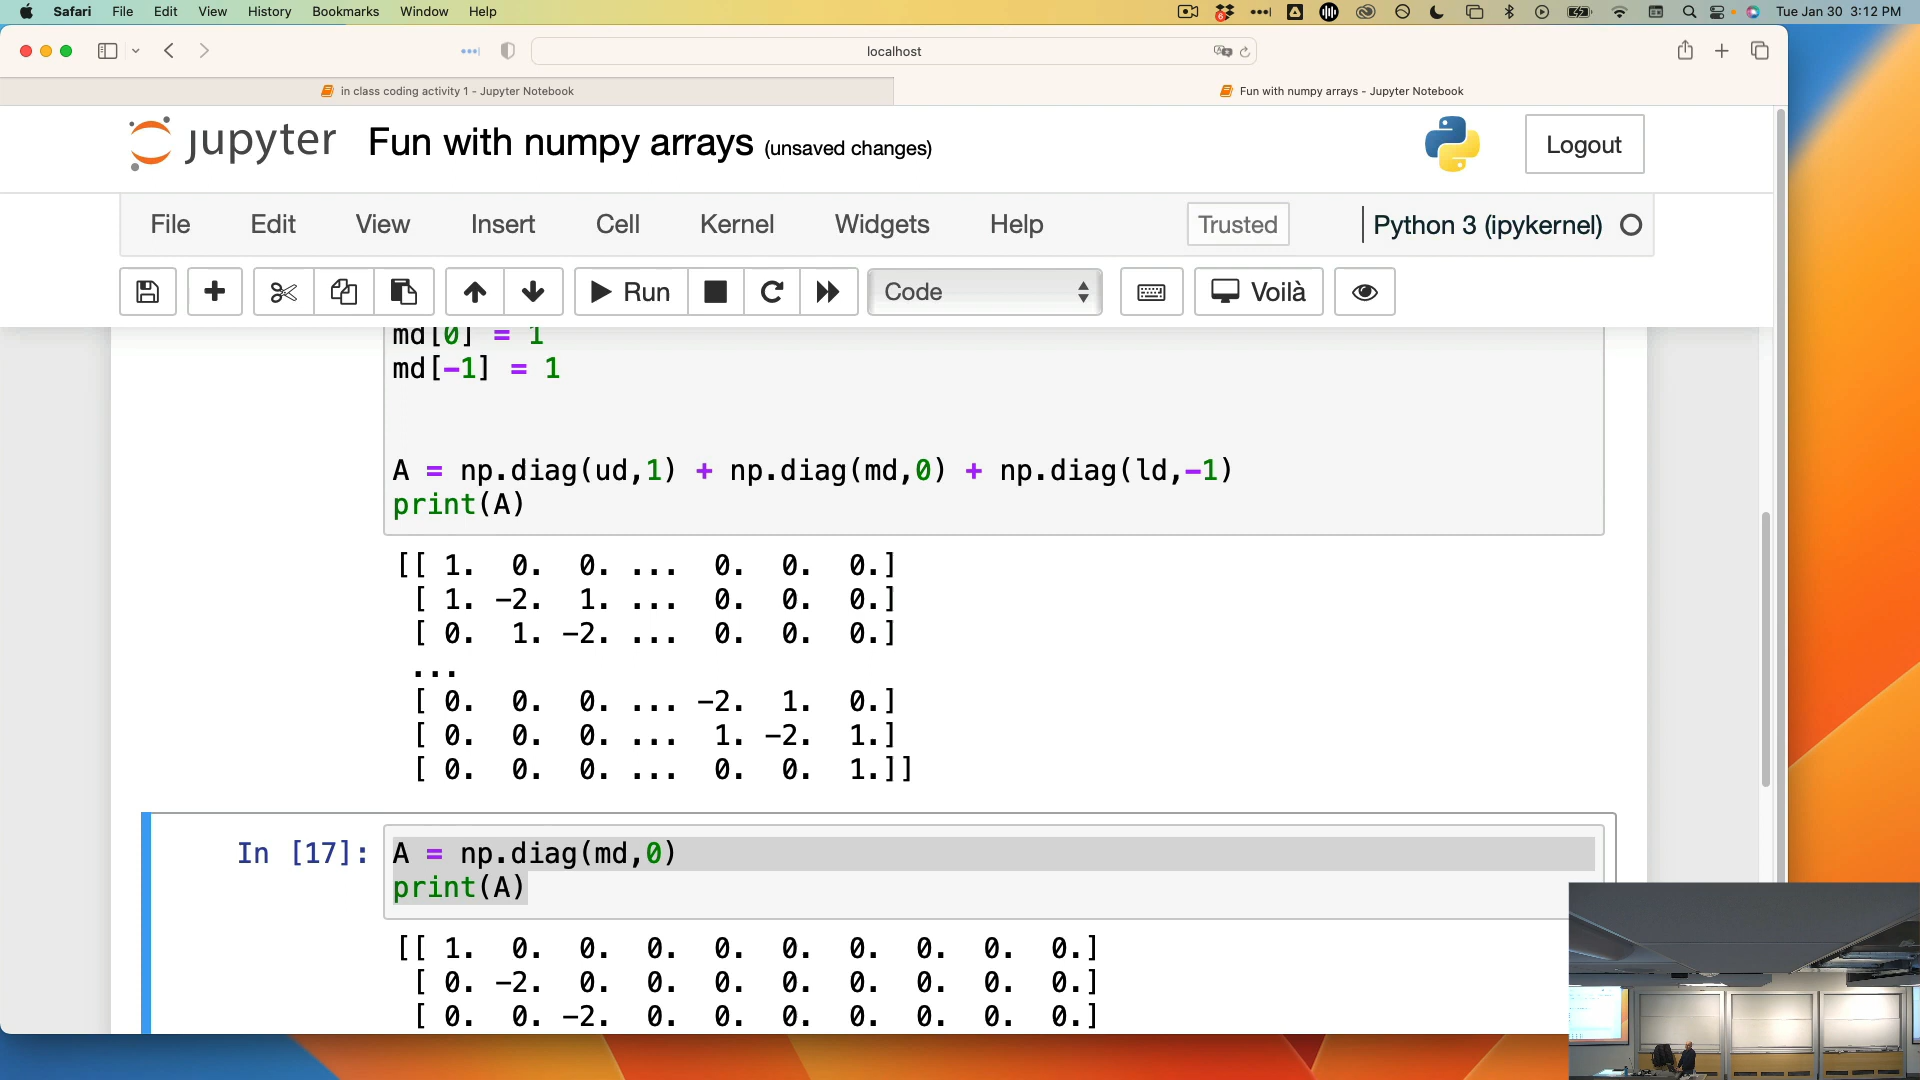 Safari File Edit View History Bookmarks Window Help
Tue Jan 30 3:12 PM
localhost
in class coding activity 1 - Jupyter Notebook
Fun with numpy arrays - Jupyter Notebook
jupyter Fun with numpy arrays (unsaved changes)
Logout
File Edit View Insert Cell Kernel Widgets Help
Trusted
Python 3 (ipykernel)
Run
Code
Voilà
md[0] = 1
md[-1] = 1
A = np.diag(ud,1) + np.diag(md,0) + np.diag(ld,-1)
print(A)
[[ 1. 0. 0. ... 0. 0. 0.]
[ 1. -2. 1. ... 0. 0. 0.]
[ 0. 1. -2. ... 0. 0. 0.]
...
[ 0. 0. 0. ... -2. 1. 0.]
[ 0. 0. 0. ... 1. -2. 1.]
[ 0. 0. 0. ... 0. 0. 1.]]
In [17]: A = np.diag(md,0)
print(A)
[[ 1. 0. 0. 0. 0. 0. 0. 0. 0. 0.]
[ 0. -2. 0. 0. 0. 0. 0. 0. 0. 0.]
[ 0. 0. -2. 0. 0. 0. 0. 0. 0. 0.]